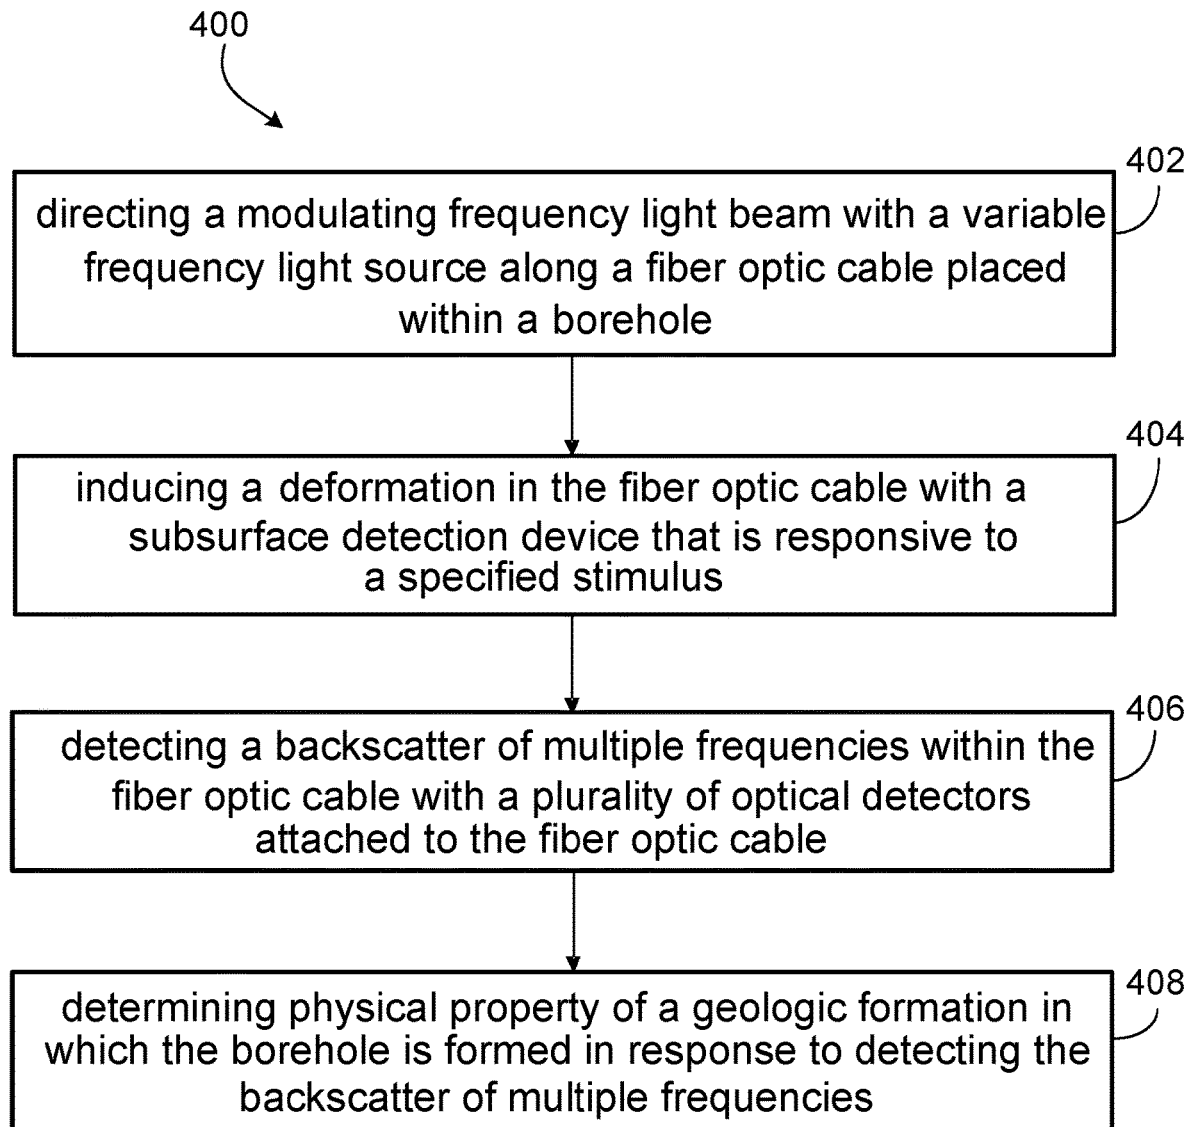 400
402
directing a modulating frequency light beam with a variable
frequency light source along a fiber optic cable placed
within a borehole
404
inducing a deformation in the fiber optic cable with a
subsurface detection device that is responsive to
a specified stimulus
406
detecting a backscatter of multiple frequencies within the
fiber optic cable with a plurality of optical detectors
attached to the fiber optic cable
408
determining physical property of a geologic formation in
which the borehole is formed in response to detecting the
backscatter of multiple frequencies